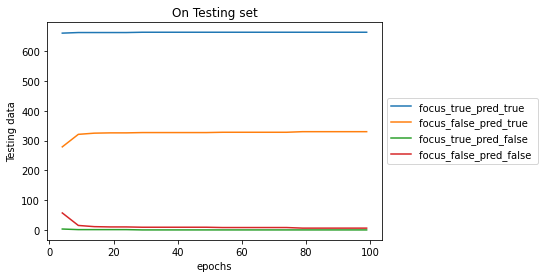 On Testing set
Testing data
600
500
400
300
200
100
0
0 20 40 60 80 100
epochs
focus_true_pred_true
focus_false_pred_true
focus_true_pred_false
focus_false_pred_false